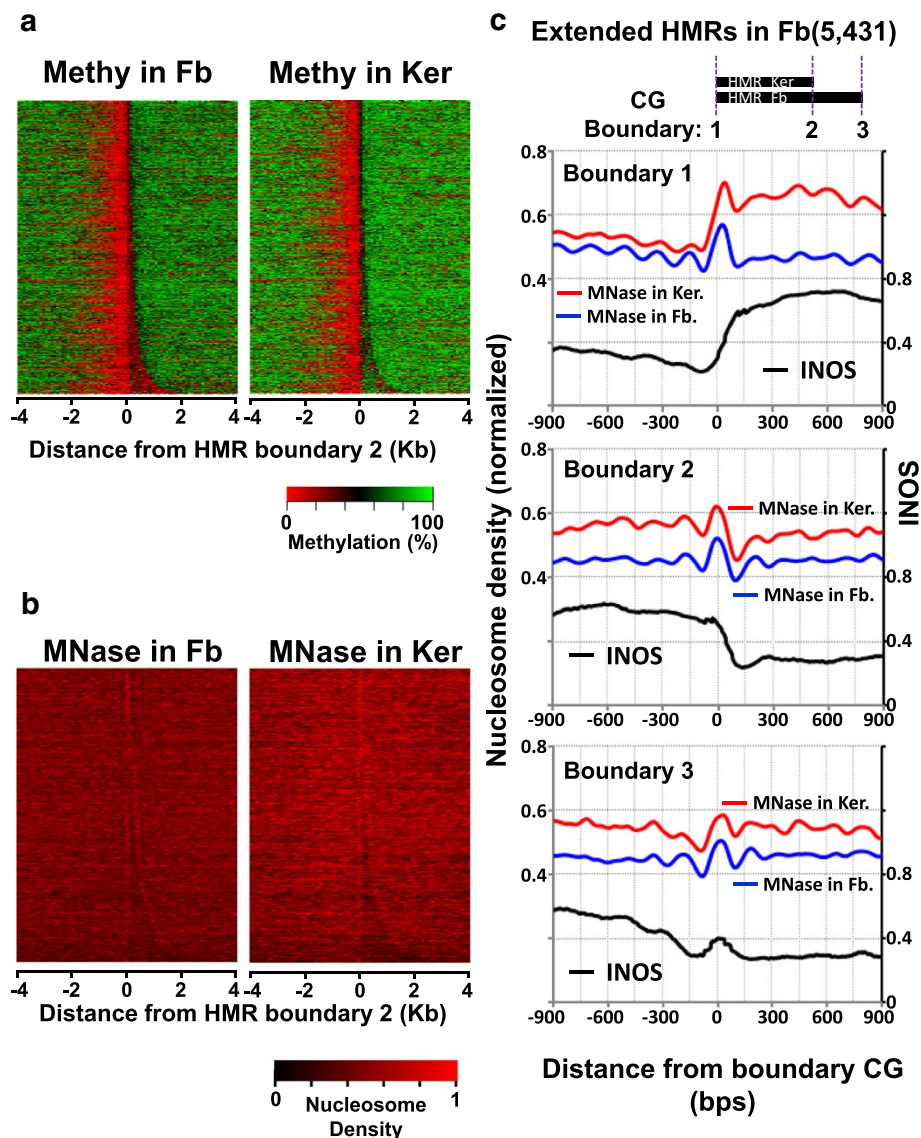 a
Methy in Fb
Methy in Ker
-4 -2 0 2 4
-4 -2 0 2 4
Distance from HMR boundary 2 (Kb)
0 100
Methylation (%)
b
MNase in Fb
MNase in Ker
-4 -2 0 2 4
-4 -2 0 2 4
Distance from HMR boundary 2 (Kb)
0 1
Nucleosome
Density
c
Extended HMRs in Fb(5,431)
HMR Ker
HMR Fb
CG
Boundary: 1 2 3
Nucleosome density (normalized)
INOS
0.8
0.6
0.4
Boundary 1
MNase in Ker.
MNase in Fb.
INOS
0.8
0.4
0
-900 -600 -300 0 300 600 900
0.8
0.6
0.4
Boundary 2
MNase in Ker.
MNase in Fb.
INOS
0.8
0.4
0
-900 -600 -300 0 300 600 900
0.8
0.6
0.4
Boundary 3
MNase in Ker.
MNase in Fb.
INOS
0.8
0.4
0
-900 -600 -300 0 300 600 900
Distance from boundary CG
(bps)